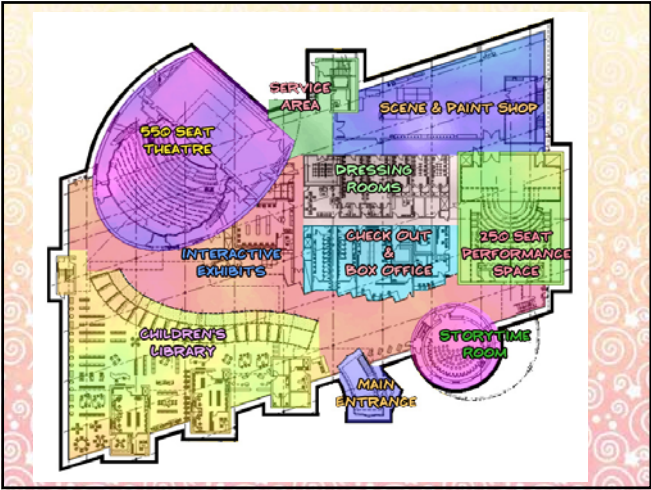 SERVICE
AREA
SCENE & PAINT SHOP
550 SEAT
THEATRE
DRESSING
ROOMS
INTERACTIVE
EXHIBITS
CHECK OUT
&
BOX OFFICE
250 SEAT
PERFORMANCE
SPACE
CHILDREN'S
LIBRARY
STORYTIME
ROOM
MAIN
ENTRANCE